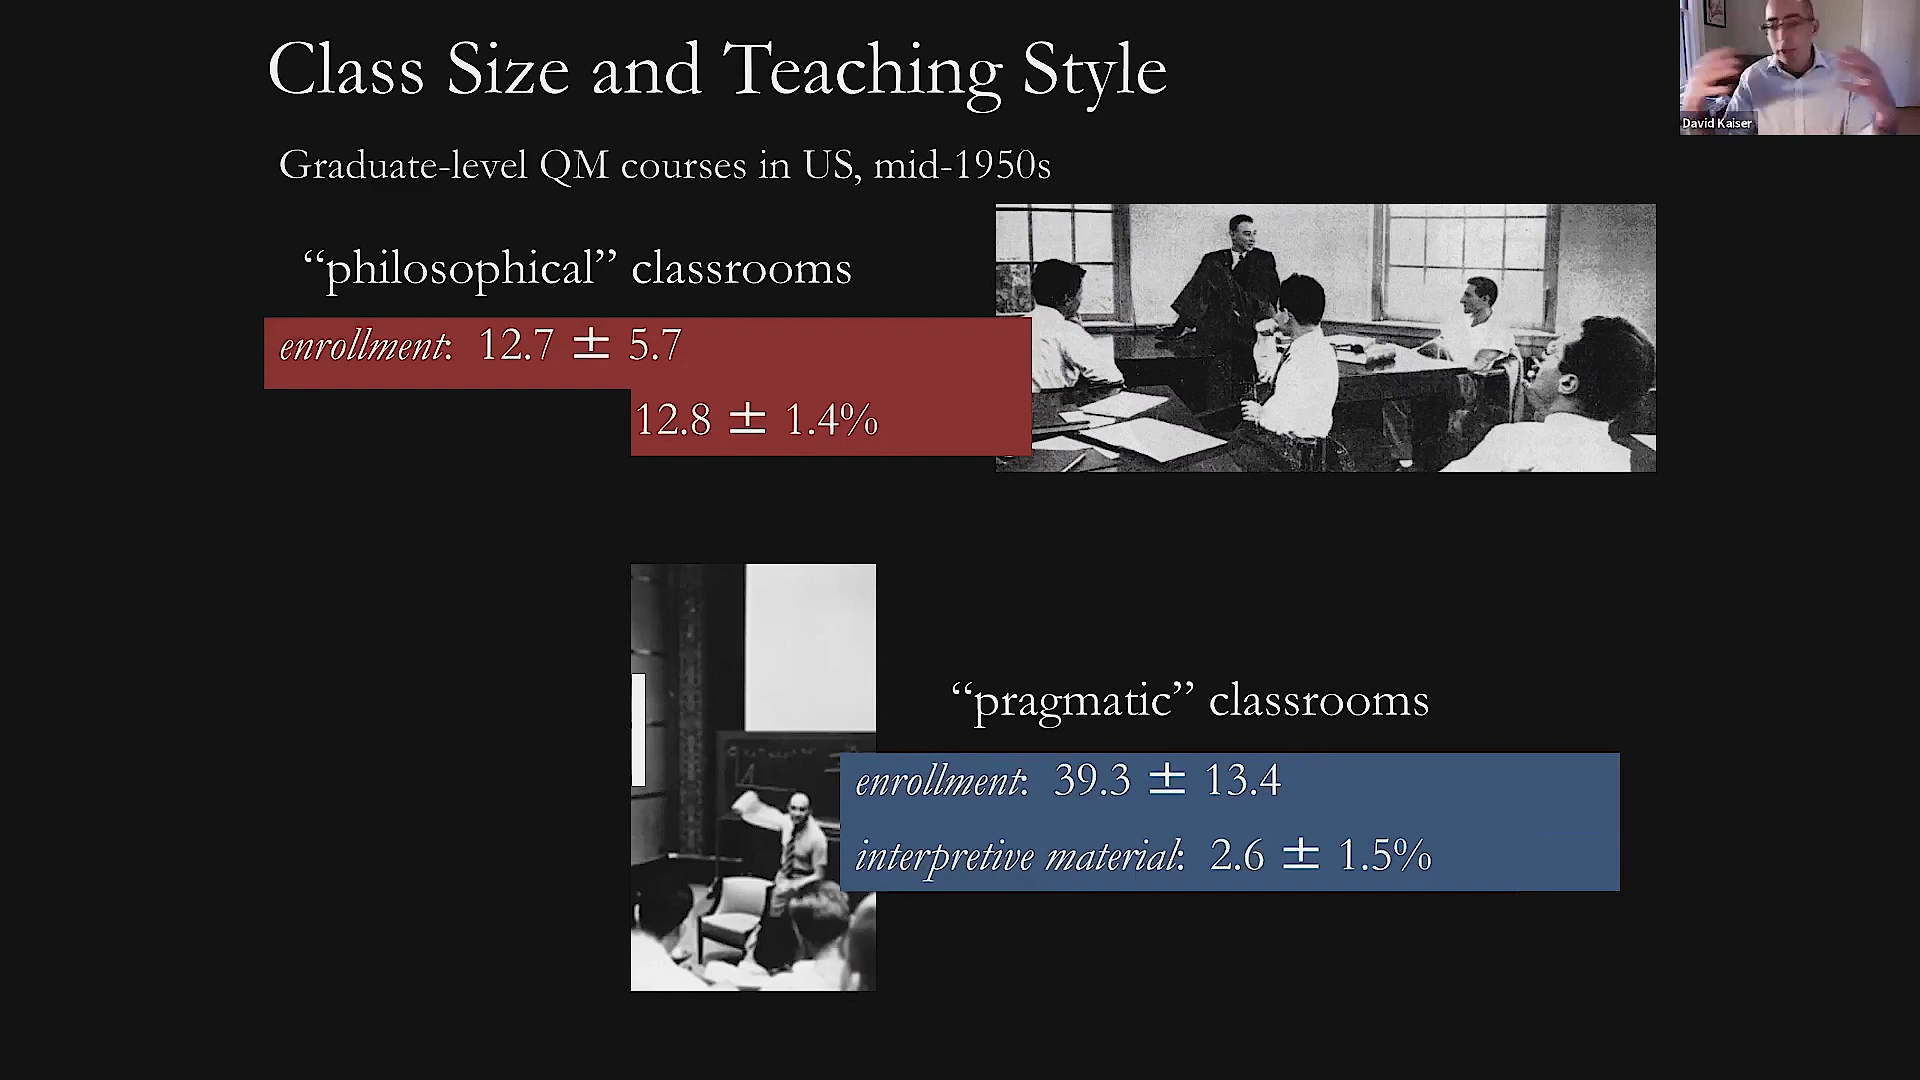 Class Size and Teaching Style
David Kaiser
Graduate-level QM courses in US, mid-1950s
“philosophical” classrooms
enrollment: 12.7 ± 5.7
12.8 ± 1.4%
“pragmatic” classrooms
enrollment: 39.3 ± 13.4
interpretive material: 2.6 ± 1.5%